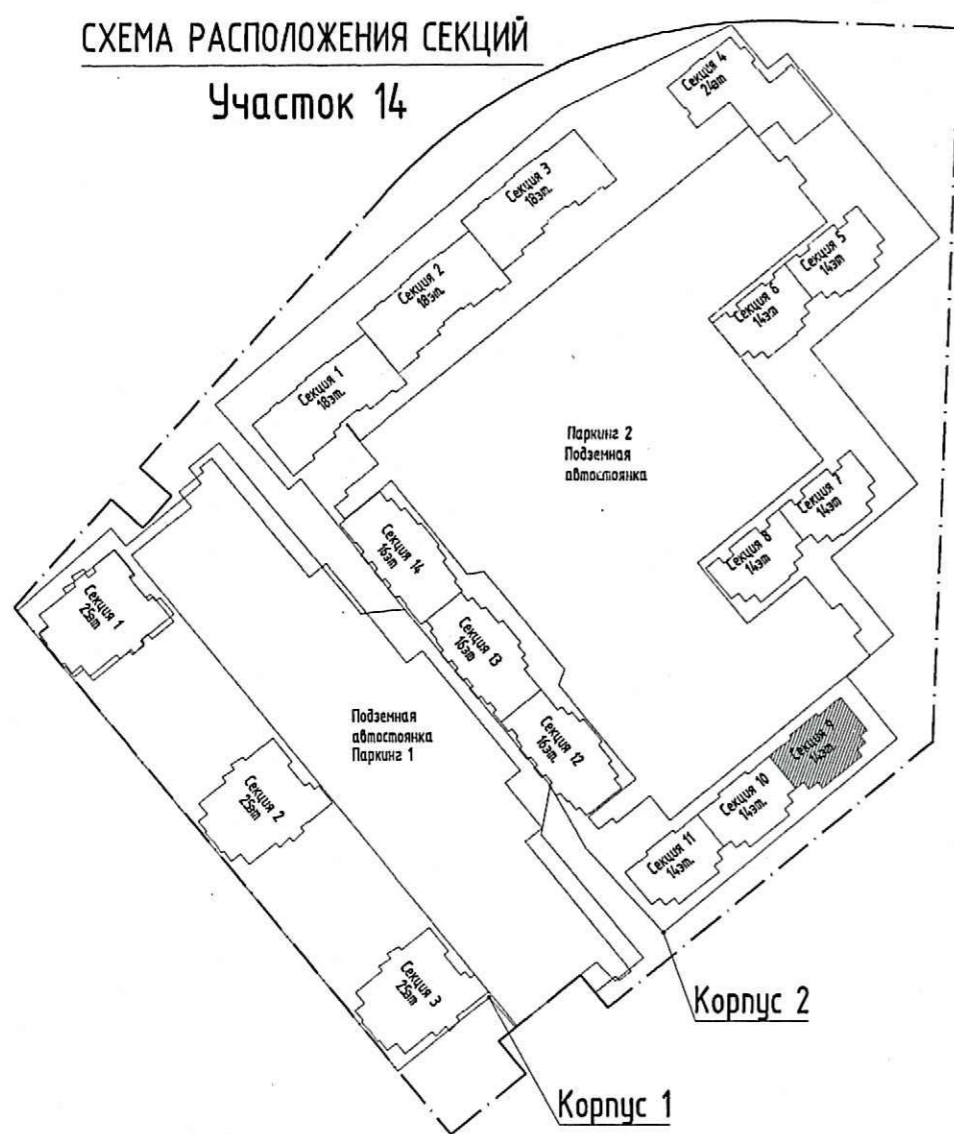 СХЕМА РАСПОЛОЖЕНИЯ СЕКЦИЙ
Участок 14
Секция 4
24эт
Секция 3
18эт.
Секция 2
18эт.
Секция 1
18эт.
Секция 5
14эт
Секция 6
14эт
Паркинг 2
Подземная
автостоянка
Секция 7
14эт
Секция 8
14эт
Секция 14
16эт
Секция 13
16эт
Секция 12
16эт
Секция 1
25эт
Подземная
автостоянка
Паркинг 1
Секция 9
14эт
Секция 10
14эт.
Секция 11
14эт.
Секция 2
25эт
Секция 3
25эт
Корпус 2
Корпус 1